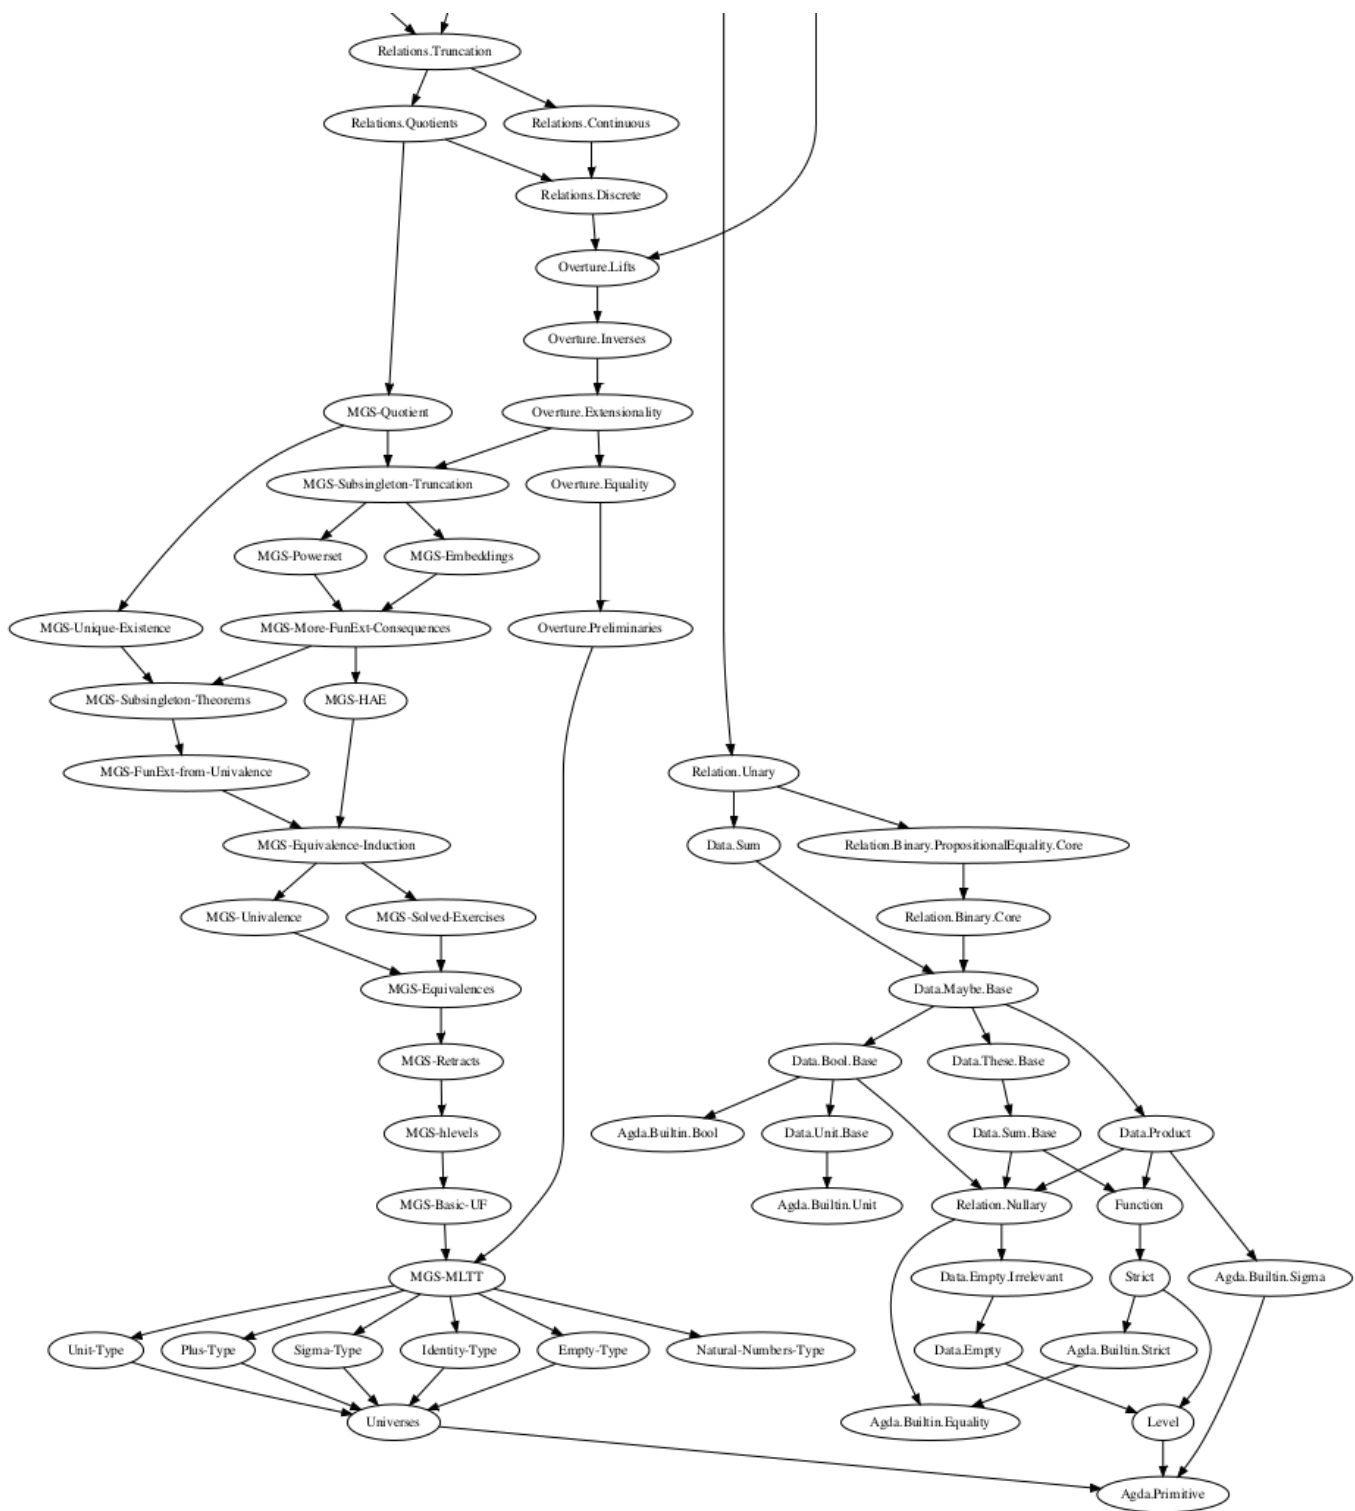 Relations.Truncation
Relations.Quotients
Relations.Continuous
Relations.Discrete
Overture.Lifts
Overture.Inverses
MGS-Quotient
Overture.Extensionality
MGS-Subsingleton-Truncation
Overture.Equality
MGS-Powerset
MGS-Embeddings
MGS-Unique-Existence
MGS-More-FunExt-Consequences
Overture.Preliminaries
MGS-Subsingleton-Theorems
MGS-HAE
MGS-FunExt-from-Univalence
Relation.Unary
MGS-Equivalence-Induction
Data.Sum
Relation.Binary.PropositionalEquality.Core
MGS-Univalence
MGS-Solved-Exercises
Relation.Binary.Core
MGS-Equivalences
Data.Maybe.Base
MGS-Retracts
Data.Bool.Base
Data.These.Base
MGS-hlevels
Agda.Builtin.Bool
Data.Unit.Base
Data.Sum.Base
Data.Product
MGS-Basic-UF
Agda.Builtin.Unit
Relation.Nullary
Function
MGS-MLTT
Data.Empty.Irrelevant
Strict
Agda.Builtin.Sigma
Unit-Type
Plus-Type
Sigma-Type
Identity-Type
Empty-Type
Natural-Numbers-Type
Data.Empty
Agda.Builtin.Strict
Universes
Agda.Builtin.Equality
Level
Agda.Primitive